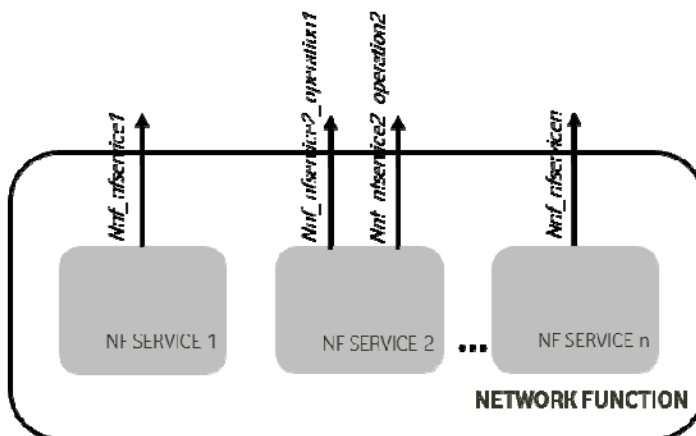 Nnf_nfservice1
Nnf_nfservice2_operation1
Nnf_nfservice2_operation2
Nnf_nfservicen
NF SERVICE 1
NF SERVICE 2
...
NF SERVICE n
NETWORK FUNCTION